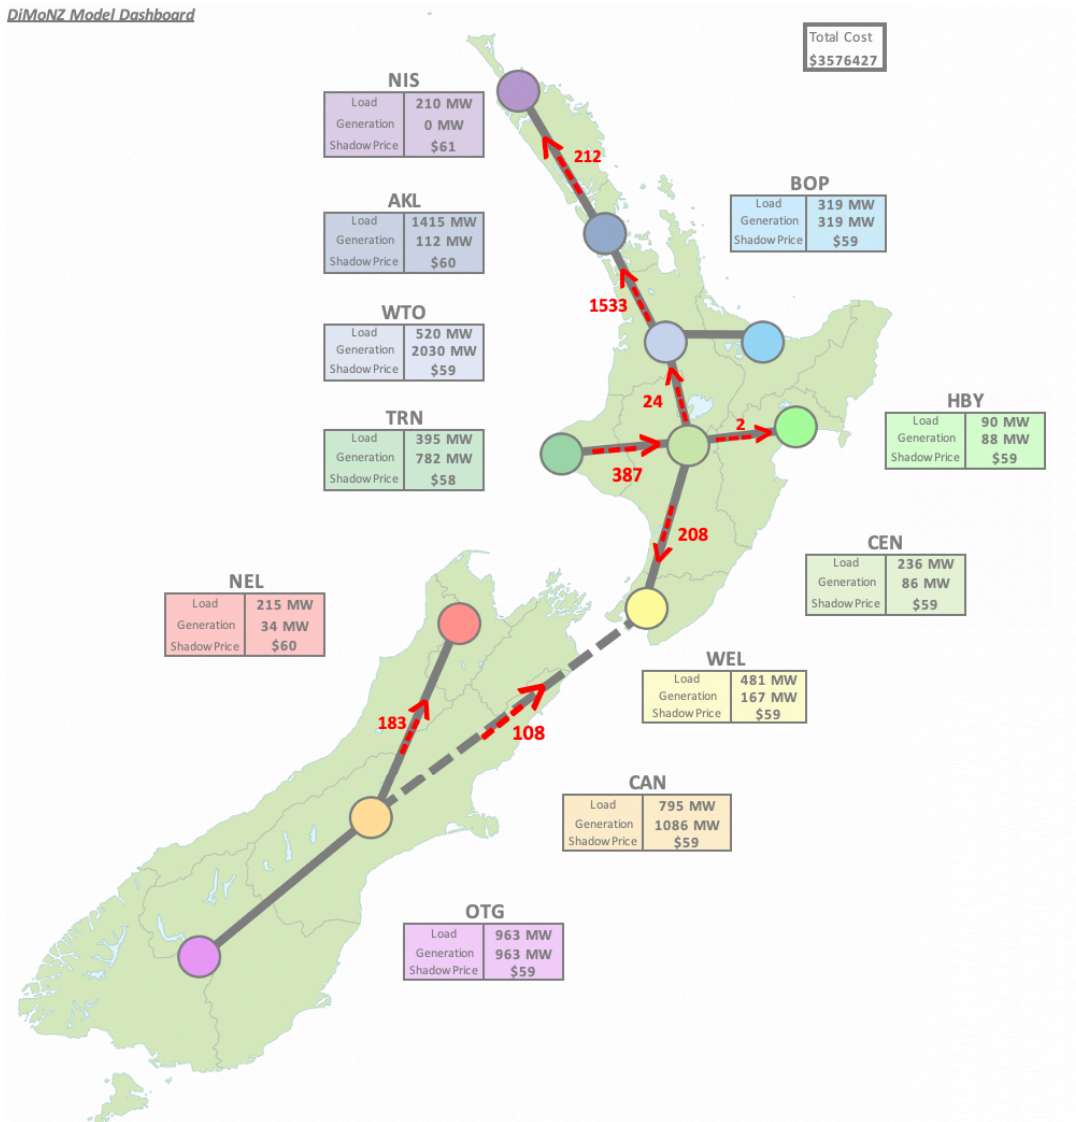 DiMoNZ Model Dashboard
Total Cost
$3576427
NIS
Load 210 MW
Generation 0 MW
Shadow Price $61
212
BOP
Load 319 MW
Generation 319 MW
Shadow Price $59
AKL
Load 1415 MW
Generation 112 MW
Shadow Price $60
1533
WTO
Load 520 MW
Generation 2030 MW
Shadow Price $59
24
HBY
Load 90 MW
Generation 88 MW
Shadow Price $59
2
TRN
Load 395 MW
Generation 782 MW
Shadow Price $58
387
208
CEN
Load 236 MW
Generation 86 MW
Shadow Price $59
NEL
Load 215 MW
Generation 34 MW
Shadow Price $60
WEL
Load 481 MW
Generation 167 MW
Shadow Price $59
183
108
CAN
Load 795 MW
Generation 1086 MW
Shadow Price $59
OTG
Load 963 MW
Generation 963 MW
Shadow Price $59